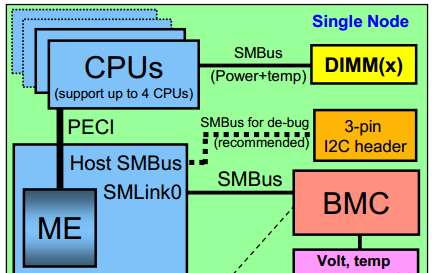 Single Node
CPUs
(support up to 4 CPUs)
SMBus
(Power+temp)
DIMM(x)
PECI
SMBus for de-bug
(recommended)
3-pin
I2C header
Host SMBus
SMLink0
SMBus
BMC
ME
Volt, temp